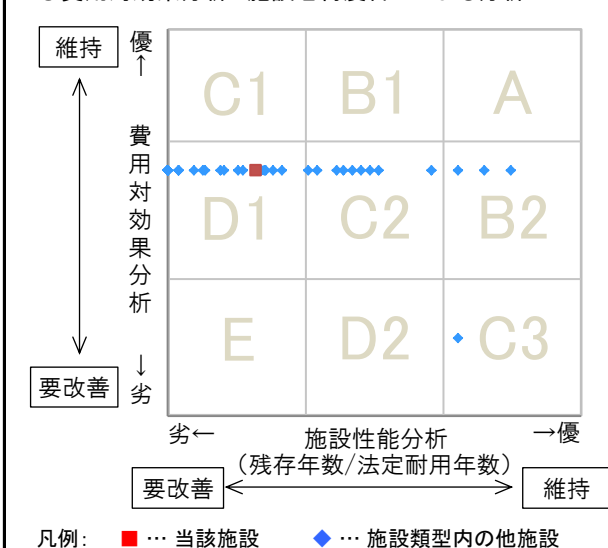 維持
優
↑
費用対効果分析
↓
劣
要改善
C1 B1 A
D1 C2 B2
E D2 C3
劣← 施設性能分析 →優
(残存年数/法定耐用年数)
要改善 維持
凡例: ■ … 当該施設 ◆ … 施設類型内の他施設